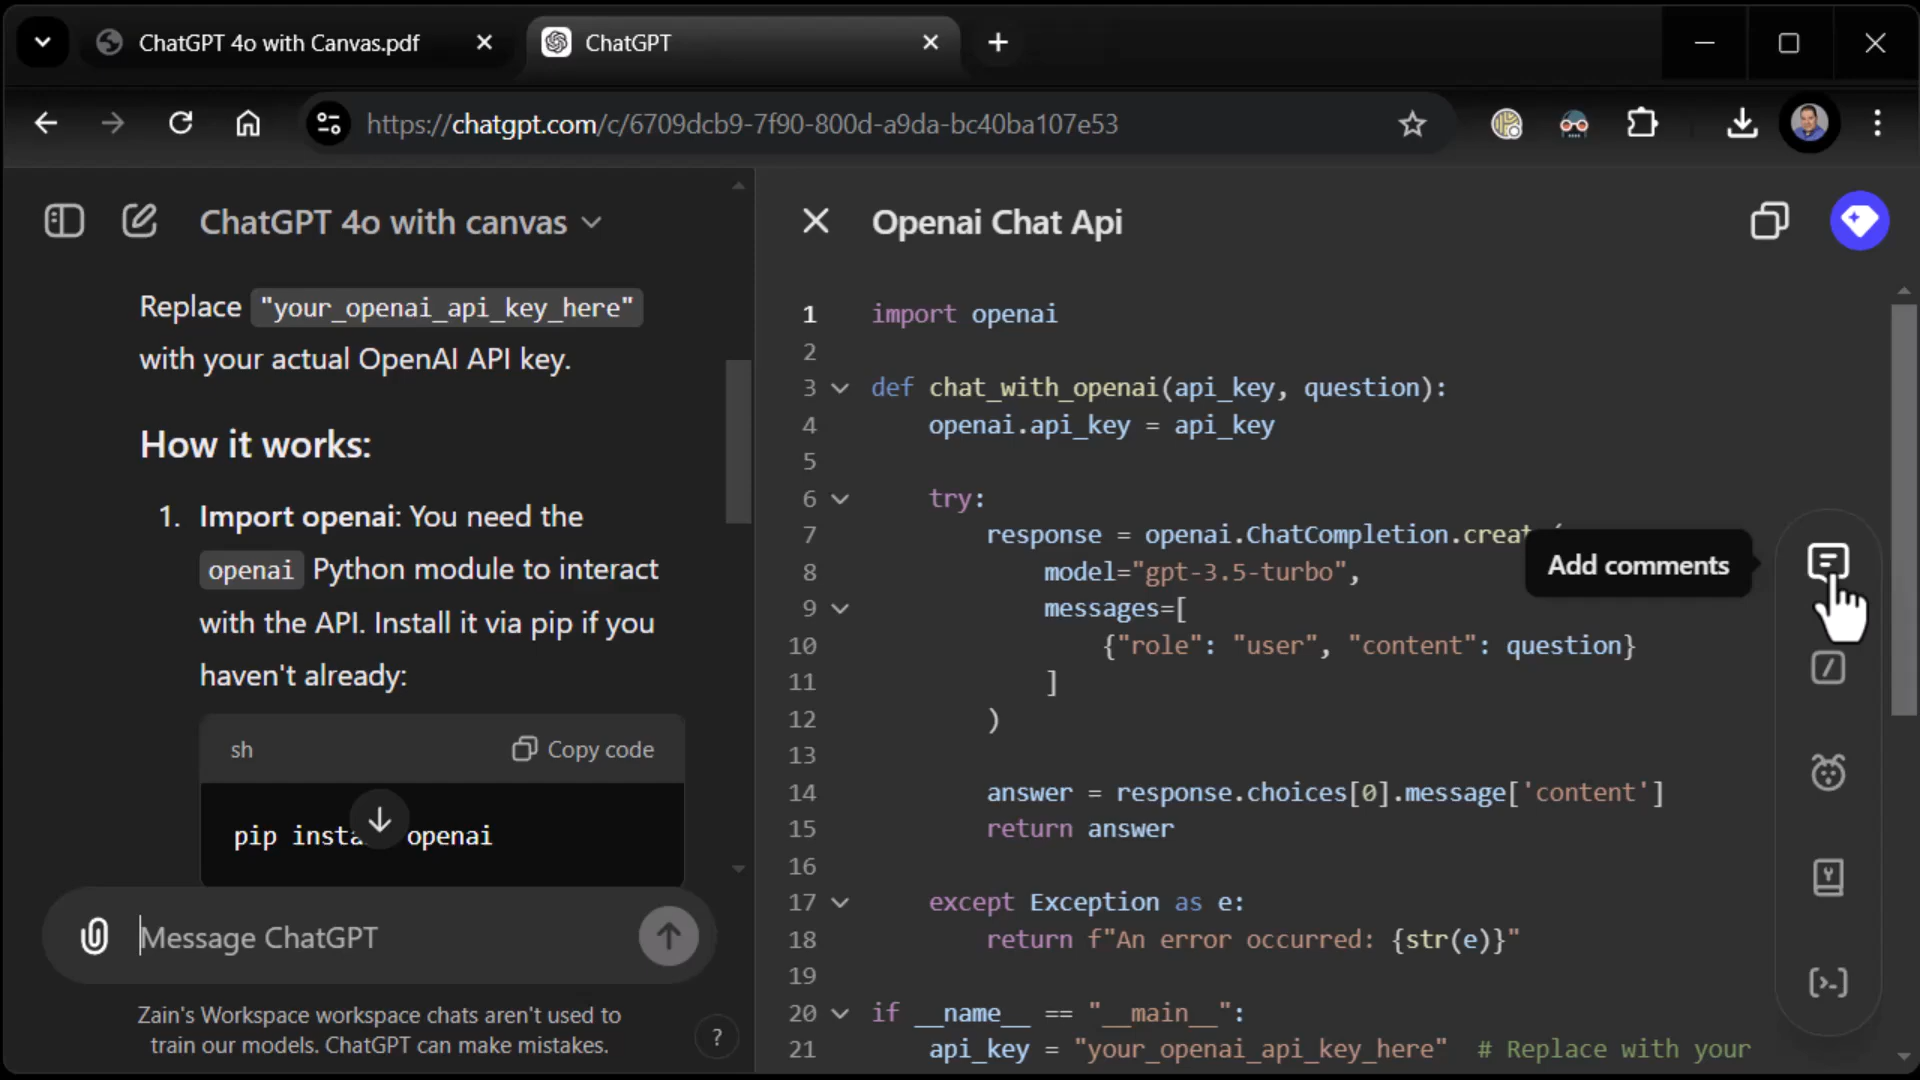 ChatGPT 4o with Canvas.pdf
ChatGPT
https://chatgpt.com/c/6709dcb9-7f90-800d-a9da-bc40ba107e53
ChatGPT 4o with canvas
Replace "your_openai_api_key_here"
with your actual OpenAI API key.
How it works:
1. Import openai: You need the
openai Python module to interact
with the API. Install it via pip if you
haven't already:
sh
Copy code
pip insta openai
Message ChatGPT
Zain's Workspace workspace chats aren't used to
train our models. ChatGPT can make mistakes.
?
Openai Chat Api
1 import openai
2
3 def chat_with_openai(api_key, question):
4 openai.api_key = api_key
5
6 try:
7 response = openai.ChatCompletion.create(
8 model="gpt-3.5-turbo",
9 messages=[
10 {"role": "user", "content": question}
11 ]
12 )
13
14 answer = response.choices[0].message['content']
15 return answer
16
17 except Exception as e:
18 return f"An error occurred: {str(e)}"
19
20 if __name__ == "__main__":
21 api_key = "your_openai_api_key_here" # Replace with your
Add comments